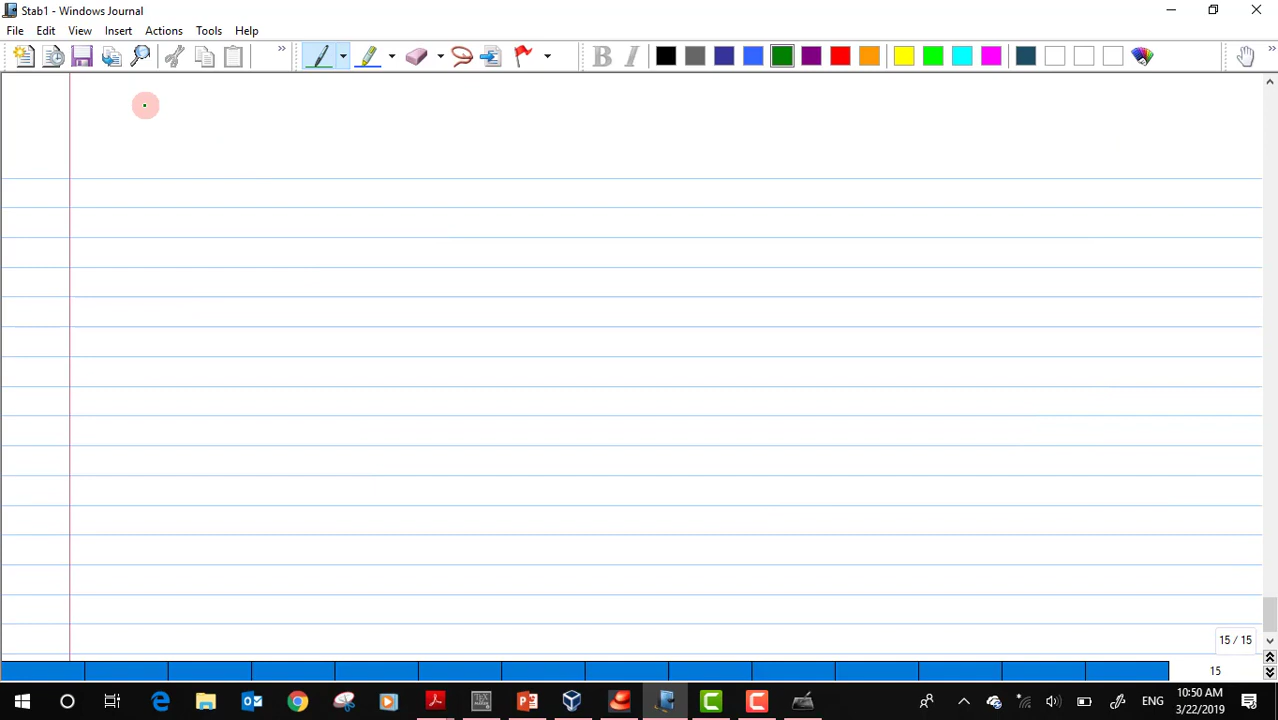 Stab1 - Windows Journal
File Edit View Insert Actions Tools Help
B I
15 / 15
15
ENG
10:50 AM
3/22/2019